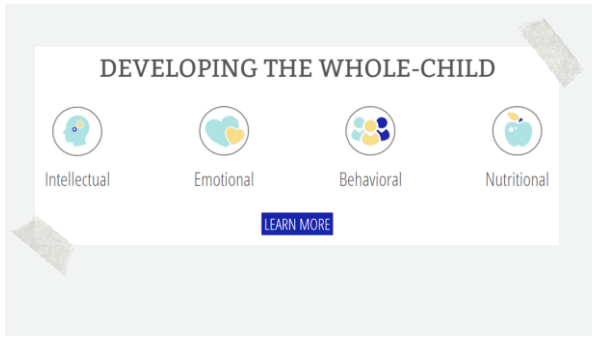 DEVELOPING THE WHOLE-CHILD
Intellectual Emotional Behavioral Nutritional
LEARN MORE